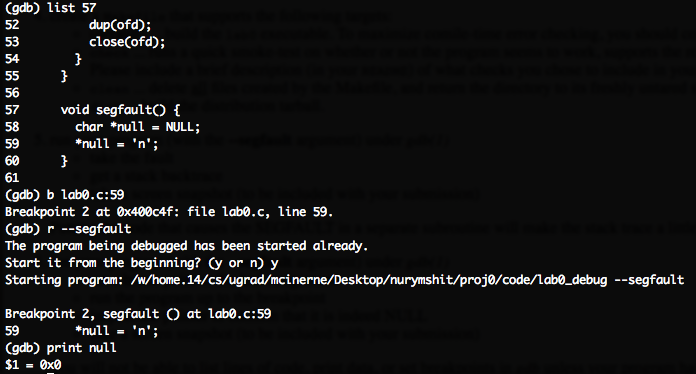 (gdb) list 57
52            dup(ofd);
53            close(ofd);
54          }
55        }
56
57        void segfault() {
58          char *null = NULL;
59          *null = 'n';
60        }
61
(gdb) b lab0.c:59
Breakpoint 2 at 0x400c4f: file lab0.c, line 59.
(gdb) r --segfault
The program being debugged has been started already.
Start it from the beginning? (y or n) y
Starting program: /w/home.14/cs/ugrad/mcinerne/Desktop/nurymshit/proj0/code/lab0_debug --segfault

Breakpoint 2, segfault () at lab0.c:59
59          *null = 'n';
(gdb) print null
$1 = 0x0